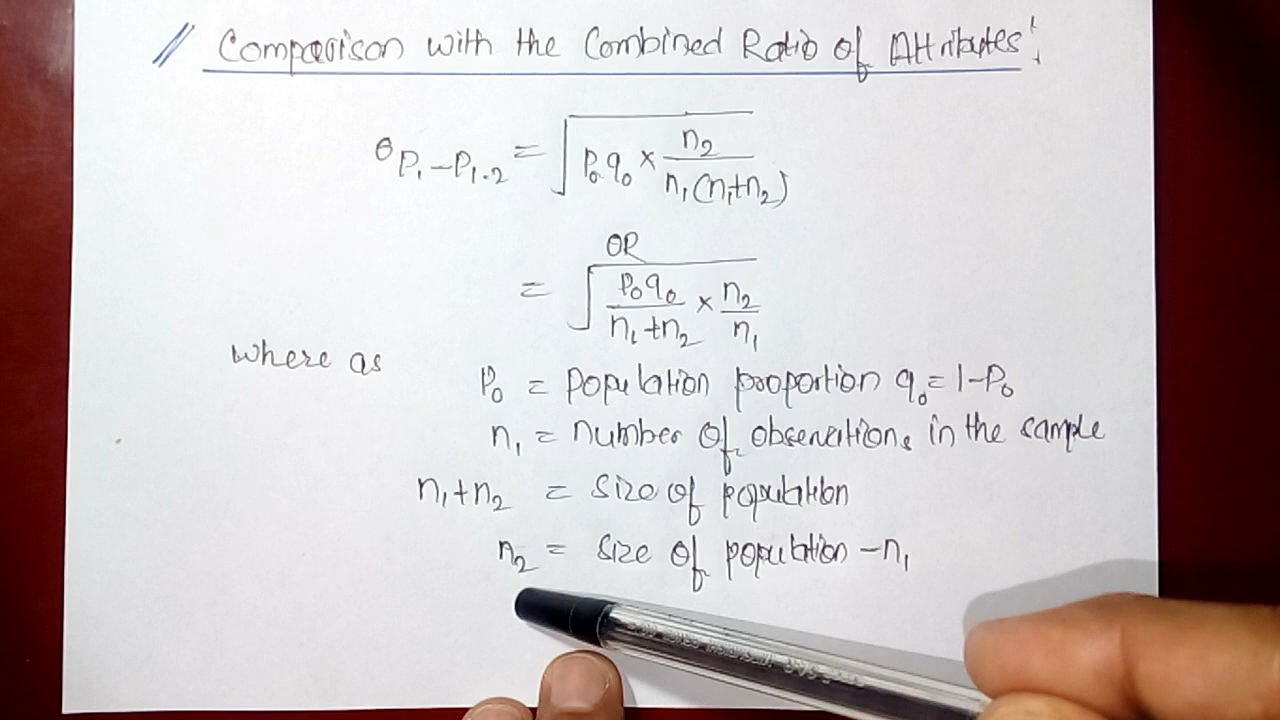 Comparison with the Combined Ratio of Attributes :
σP₁−P₁.₂ = √(P₀q₀ × n₂/n₁(n₁+n₂))
OR
= √(P₀q₀/n₁+n₂ × n₂/n₁)
where as
P₀ = population proportion q₀ = 1−P₀
n₁ = number of observations in the sample
n₁+n₂ = Size of population
n₂ = Size of population − n₁